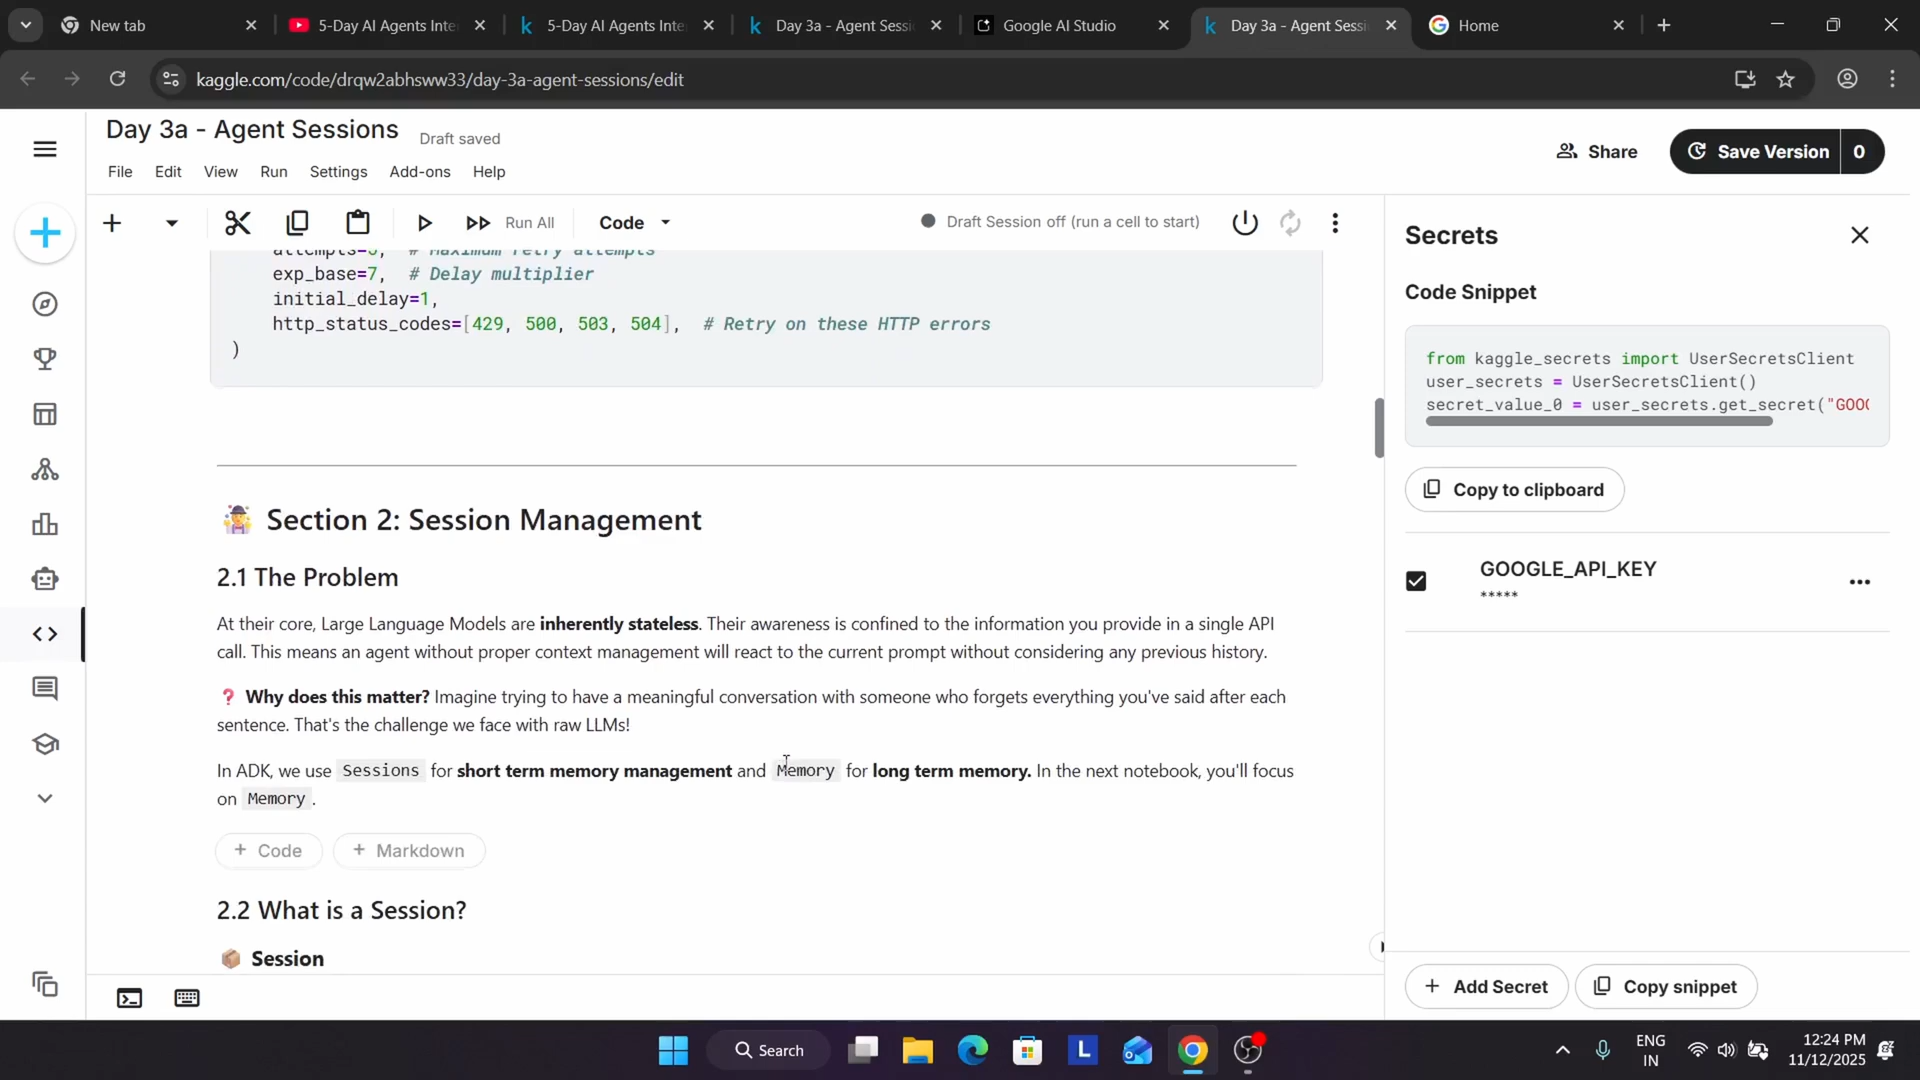 New tab
5-Day AI Agents Inte
5-Day AI Agents Inte
Day 3a - Agent Sessi
Google AI Studio
Day 3a - Agent Sessi
Home
kaggle.com/code/drqw2abhsww33/day-3a-agent-sessions/edit
Day 3a - Agent Sessions
Draft saved
File Edit View Run Settings Add-ons Help
Share
Save Version 0
Run All
Code
Draft Session off (run a cell to start)
exp_base=7,  # Delay multiplier
initial_delay=1,
http_status_codes=[429, 500, 503, 504],  # Retry on these HTTP errors
)
Section 2: Session Management
2.1 The Problem
At their core, Large Language Models are inherently stateless. Their awareness is confined to the information you provide in a single API
call. This means an agent without proper context management will react to the current prompt without considering any previous history.
❓ Why does this matter? Imagine trying to have a meaningful conversation with someone who forgets everything you've said after each
sentence. That's the challenge we face with raw LLMs!
In ADK, we use Sessions for short term memory management and Memory for long term memory. In the next notebook, you'll focus
on Memory .
+ Code
+ Markdown
2.2 What is a Session?
Session
Secrets
Code Snippet
from kaggle_secrets import UserSecretsClient
user_secrets = UserSecretsClient()
secret_value_0 = user_secrets.get_secret("GOO
Copy to clipboard
GOOGLE_API_KEY
*****
+ Add Secret
Copy snippet
Search
L
ENG
IN
12:24 PM
11/12/2025